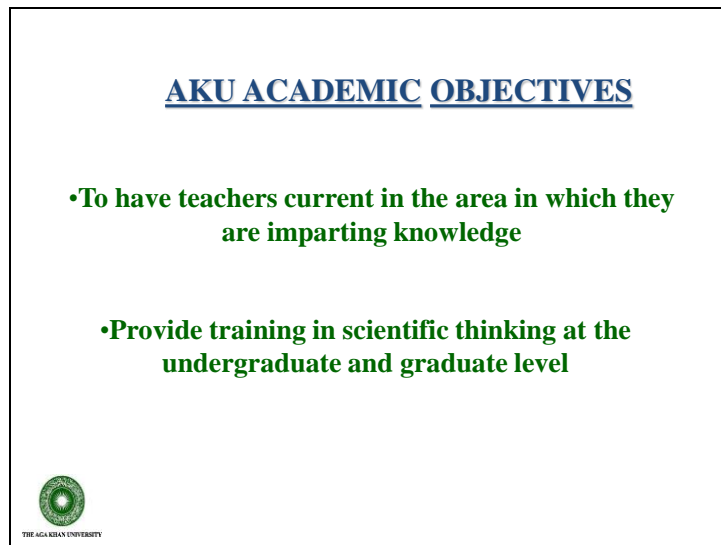 AKU ACADEMIC OBJECTIVES
•To have teachers current in the area in which they
are imparting knowledge
•Provide training in scientific thinking at the
undergraduate and graduate level
THE AGA KHAN UNIVERSITY